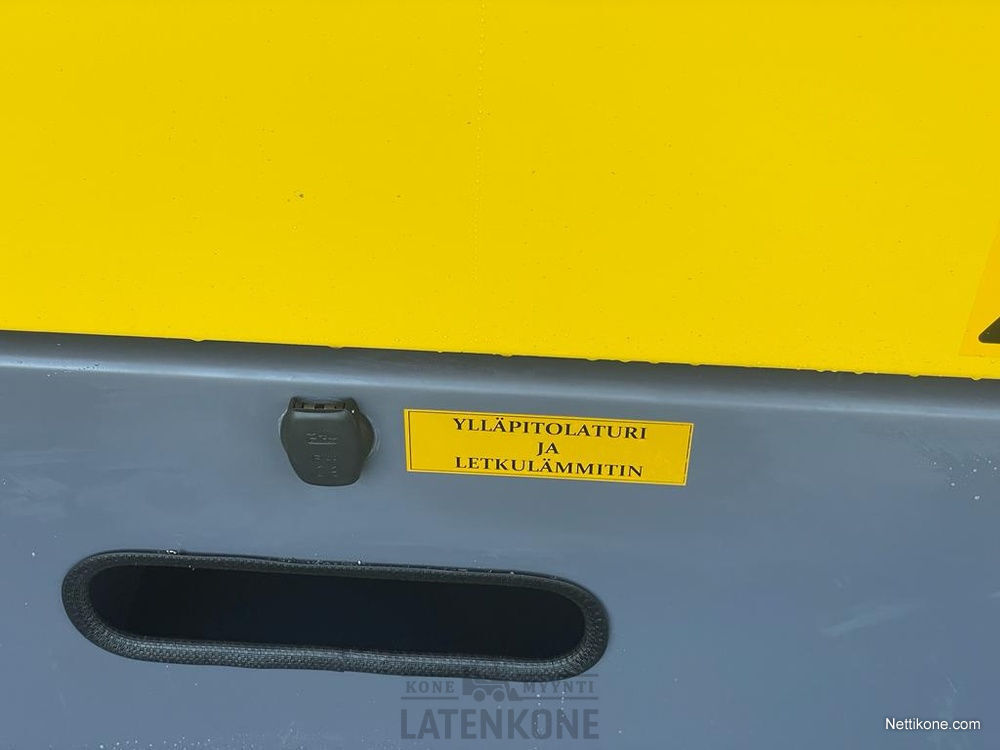 YLLÄPITOLATURI
JA
LETKULÄMMITIN
KONE MYYNTI
LATENKONE
Nettikone.com